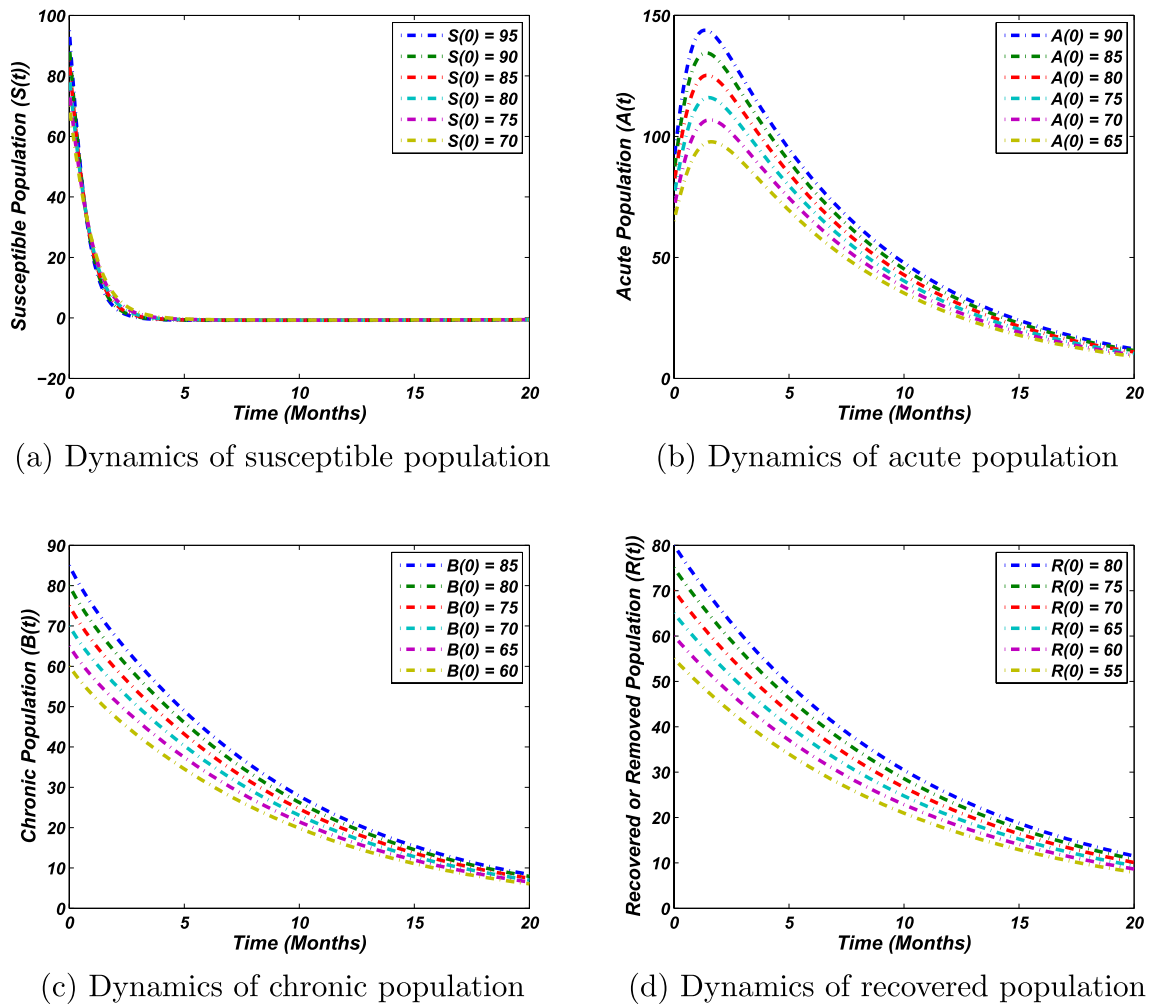 100
80
60
40
20
0
−20
Susceptible Population (S(t))
0 5 10 15 20
Time (Months)
S(0) = 95
S(0) = 90
S(0) = 85
S(0) = 80
S(0) = 75
S(0) = 70
(a) Dynamics of susceptible population
150
100
50
0
Acute Population (A(t)
0 5 10 15 20
Time (Months)
A(0) = 90
A(0) = 85
A(0) = 80
A(0) = 75
A(0) = 70
A(0) = 65
(b) Dynamics of acute population
90
80
70
60
50
40
30
20
10
0
Chronic Population (B(t))
0 5 10 15 20
Time (Months)
B(0) = 85
B(0) = 80
B(0) = 75
B(0) = 70
B(0) = 65
B(0) = 60
(c) Dynamics of chronic population
80
70
60
50
40
30
20
10
0
Recovered or Removed Population (R(t))
0 5 10 15 20
Time (Months)
R(0) = 80
R(0) = 75
R(0) = 70
R(0) = 65
R(0) = 60
R(0) = 55
(d) Dynamics of recovered population